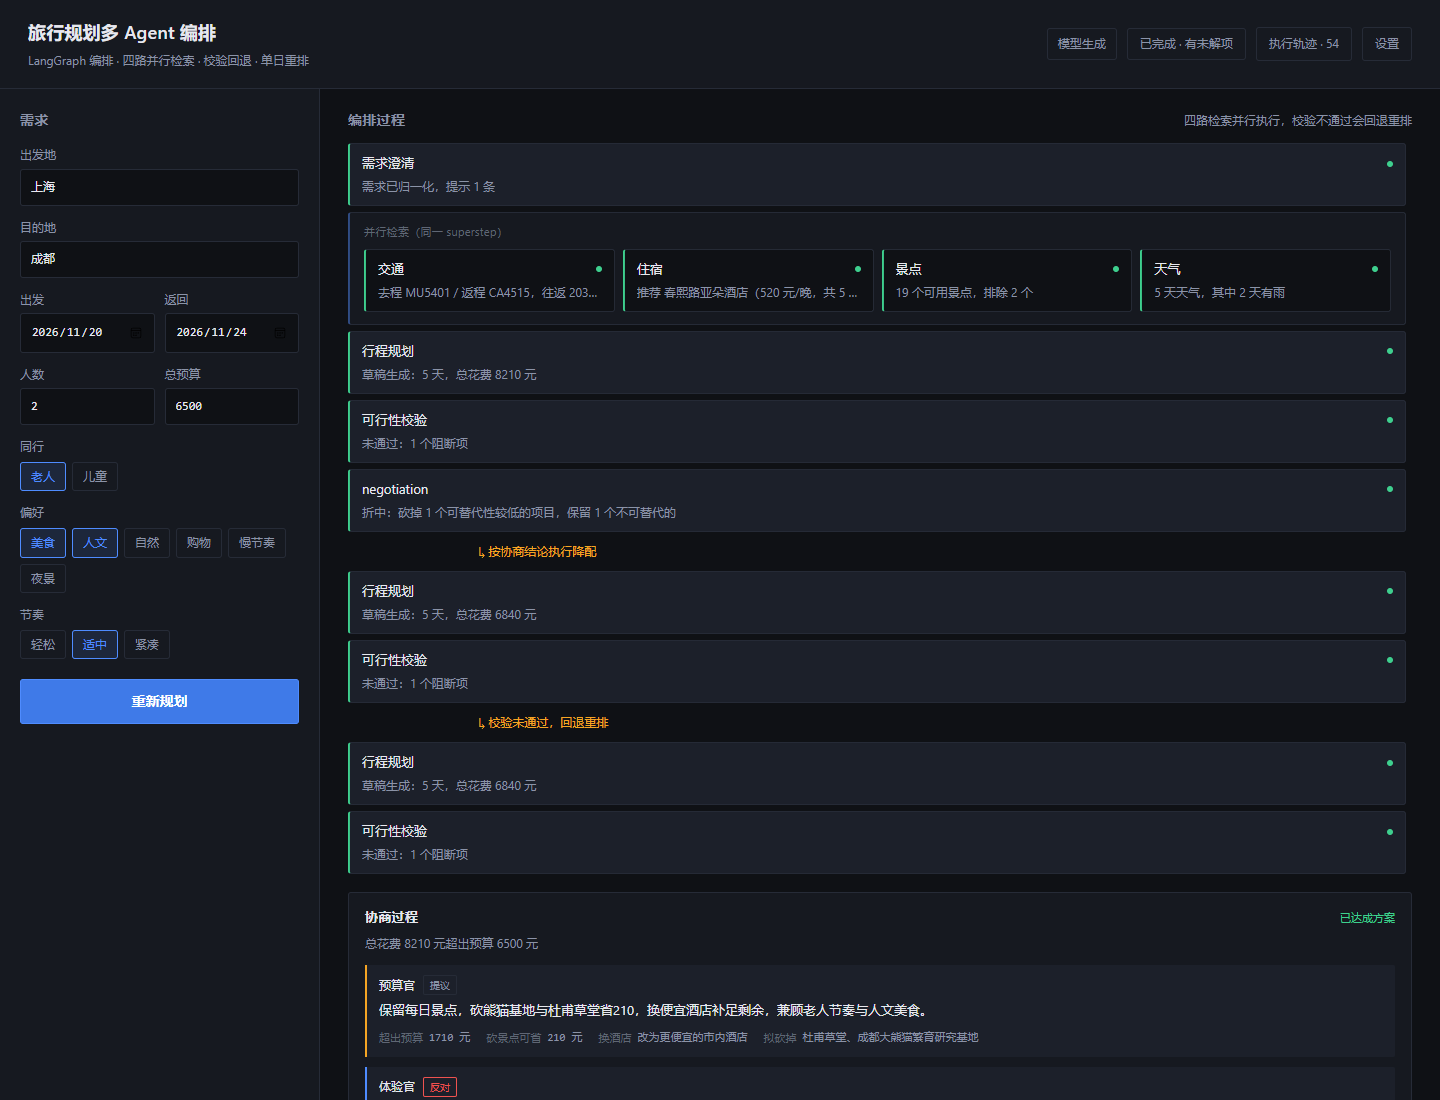 旅行规划多 Agent 编排
LangGraph 编排 · 四路并行检索 · 校验回退 · 单日重排
模型生成
已完成 · 有未解项
执行轨迹 · 54
设置
需求
出发地
上海
目的地
成都
出发
返回
2026/11/20
2026/11/24
人数
总预算
2
6500
同行
老人
儿童
偏好
美食
人文
自然
购物
慢节奏
夜景
节奏
轻松
适中
紧凑
重新规划
编排过程
四路检索并行执行，校验不通过会回退重排
需求澄清
需求已归一化，提示 1 条
并行检索（同一 superstep）
交通
去程 MU5401 / 返程 CA4515，往返 203...
住宿
推荐 春熙路亚朵酒店（520 元/晚，共 5 ...
景点
19 个可用景点，排除 2 个
天气
5 天天气，其中 2 天有雨
行程规划
草稿生成：5 天，总花费 8210 元
可行性校验
未通过：1 个阻断项
negotiation
折中：砍掉 1 个可替代性较低的项目，保留 1 个不可替代的
↳ 按协商结论执行降配
行程规划
草稿生成：5 天，总花费 6840 元
可行性校验
未通过：1 个阻断项
↳ 校验未通过，回退重排
行程规划
草稿生成：5 天，总花费 6840 元
可行性校验
未通过：1 个阻断项
协商过程
已达成方案
总花费 8210 元超出预算 6500 元
预算官 提议
保留每日景点，砍熊猫基地与杜甫草堂省210，换便宜酒店补足剩余，兼顾老人节奏与人文美食。
超出预算 1710 元 砍景点可省 210 元 换酒店 改为更便宜的市内酒店 拟砍掉 杜甫草堂、成都大熊猫繁育研究基地
体验官 反对